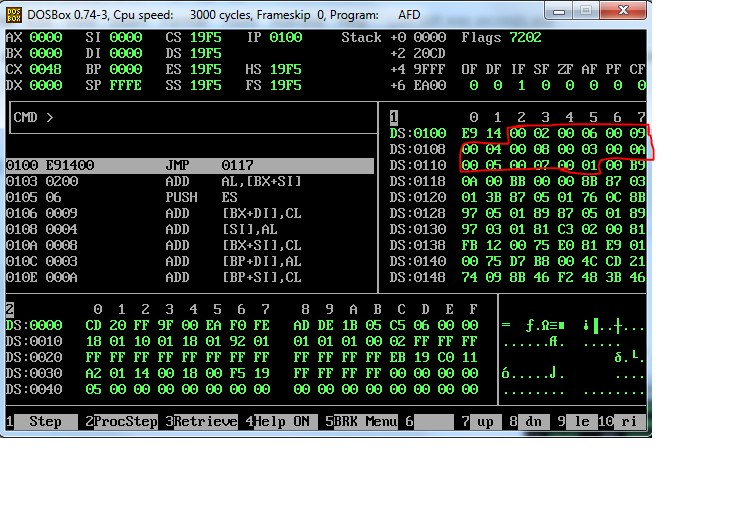 DOSBox 0.74-3, Cpu speed: 3000 cycles, Frameskip 0, Program: AFD
AX 0000 SI 0000 CS 19F5 IP 0100 Stack +0 0000 Flags 7202
BX 0000 DI 0000 DS 19F5 +2 20CD
CX 0048 BP 0000 ES 19F5 HS 19F5 +4 9FFF OF DF IF SF ZF AF PF CF
DX 0000 SP FFFE SS 19F5 FS 19F5 +6 EA00 0 0 1 0 0 0 0 0
CMD >
1 0 1 2 3 4 5 6 7
DS:0100 E9 14 00 02 00 06 00 09
DS:0108 00 04 00 08 00 03 00 0A
0100 E91400 JMP 0117 DS:0110 00 05 00 07 00 01 00 B9
0103 0200 ADD AL,[BX+SI] DS:0118 0A 00 BB 00 00 8B 87 03
0105 06 PUSH ES DS:0120 01 3B 87 05 01 76 0C 8B
0106 0009 ADD [BX+DI],CL DS:0128 97 05 01 89 87 05 01 89
0108 0004 ADD [SI],AL DS:0130 97 03 01 81 C3 02 00 81
010A 0008 ADD [BX+SI],CL DS:0138 FB 12 00 75 E0 81 E9 01
010C 0003 ADD [BP+DI],AL DS:0140 00 75 D7 B8 00 4C CD 21
010E 000A ADD [BP+SI],CL DS:0148 74 09 8B 46 F2 48 3B 46
2 0 1 2 3 4 5 6 7 8 9 A B C D E F
DS:0000 CD 20 FF 9F 00 EA F0 FE AD DE 1B 05 C5 06 00 00
DS:0010 18 01 10 01 18 01 92 01 01 01 01 00 02 FF FF FF
DS:0020 FF FF FF FF FF FF FF FF FF FF FF FF EB 19 C0 11
DS:0030 A2 01 14 00 18 00 F5 19 FF FF FF FF 00 00 00 00
DS:0040 05 00 00 00 00 00 00 00 00 00 00 00 00 00 00 00
1 Step 2 ProcStep 3 Retrieve 4 Help ON 5 BRK Menu 6 7 up 8 dn 9 le 10 ri